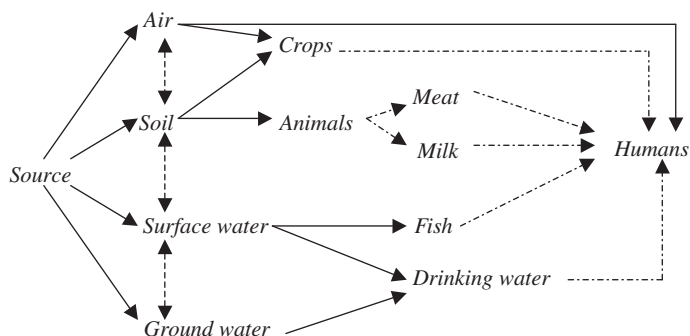 Air
Crops
Soil
Animals
Meat
Milk
Humans
Source
Surface water
Fish
Drinking water
Ground water